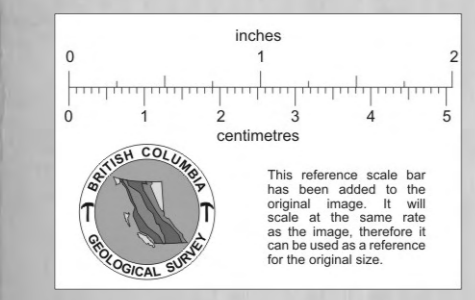 inches
0 1 2
0 1 2 3 4 5
centimetres
BRITISH COLUMBIA
GEOLOGICAL SURVEY
This reference scale bar
has been added to the
original image. It will
scale at the same rate
as the image, therefore it
can be used as a reference
for the original size.